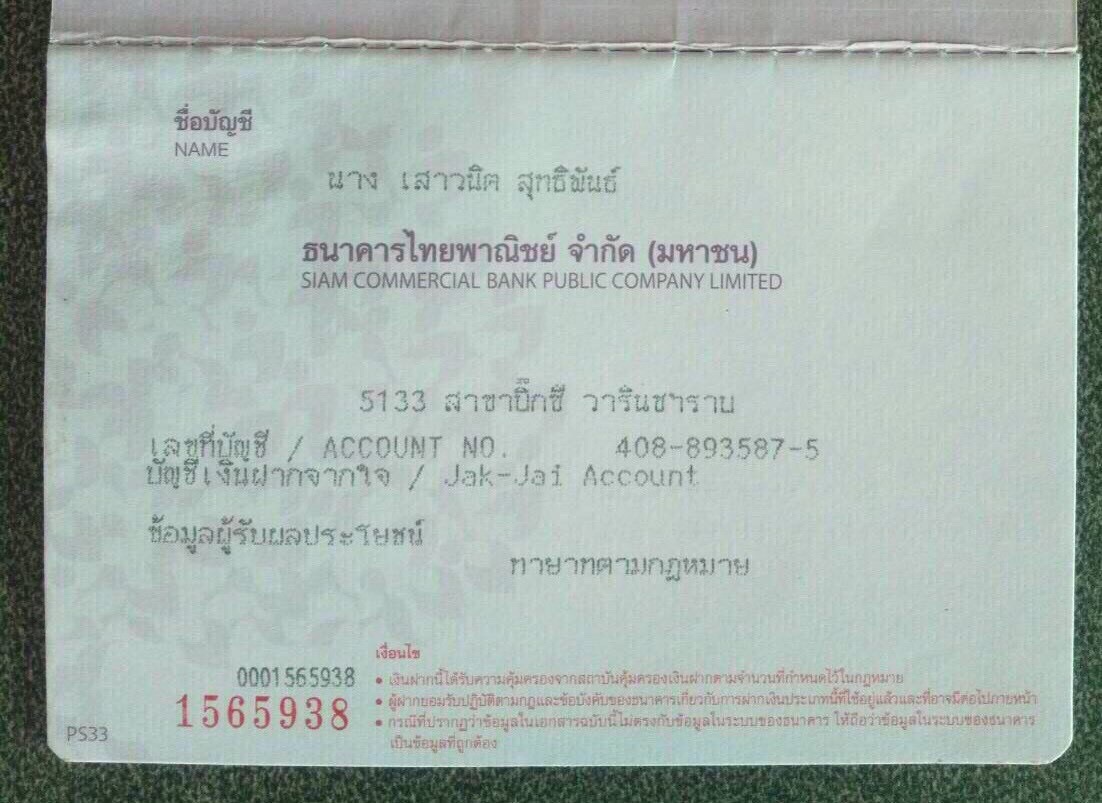 ชื่อบัญชี
NAME
นาง เสาวนิต สุทธิพันธ์
ธนาคารไทยพาณิชย์ จำกัด (มหาชน)
SIAM COMMERCIAL BANK PUBLIC COMPANY LIMITED
5133 สาขาบิ๊กซี วารินชำราบ
เลขที่บัญชี / ACCOUNT NO. 408-893587-5
บัญชีเงินฝากจากใจ / Jak-Jai Account
ข้อมูลผู้รับผลประโยชน์
ทายาทตามกฎหมาย
เงื่อนไข
0001565938
1565938
PS33
• เงินฝากนี้ได้รับความคุ้มครองจากสถาบันคุ้มครองเงินฝากตามจำนวนที่กำหนดไว้ในกฎหมาย
• ผู้ฝากยอมรับปฏิบัติตามกฎและข้อบังคับของธนาคารเกี่ยวกับการฝากเงินประเภทนี้ที่ใช้อยู่แล้วและที่อาจมีต่อไปภายหน้า
• กรณีที่ปรากฏว่าข้อมูลในเอกสารฉบับนี้ไม่ตรงกับข้อมูลในระบบของธนาคาร ให้ถือว่าข้อมูลในระบบของธนาคาร
เป็นข้อมูลที่ถูกต้อง